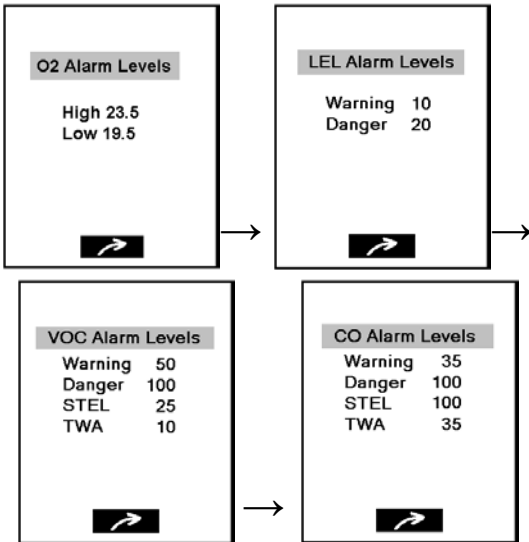 O2 Alarm Levels
High 23.5
Low 19.5
LEL Alarm Levels
Warning 10
Danger 20
VOC Alarm Levels
Warning 50
Danger 100
STEL 25
TWA 10
CO Alarm Levels
Warning 35
Danger 100
STEL 100
TWA 35